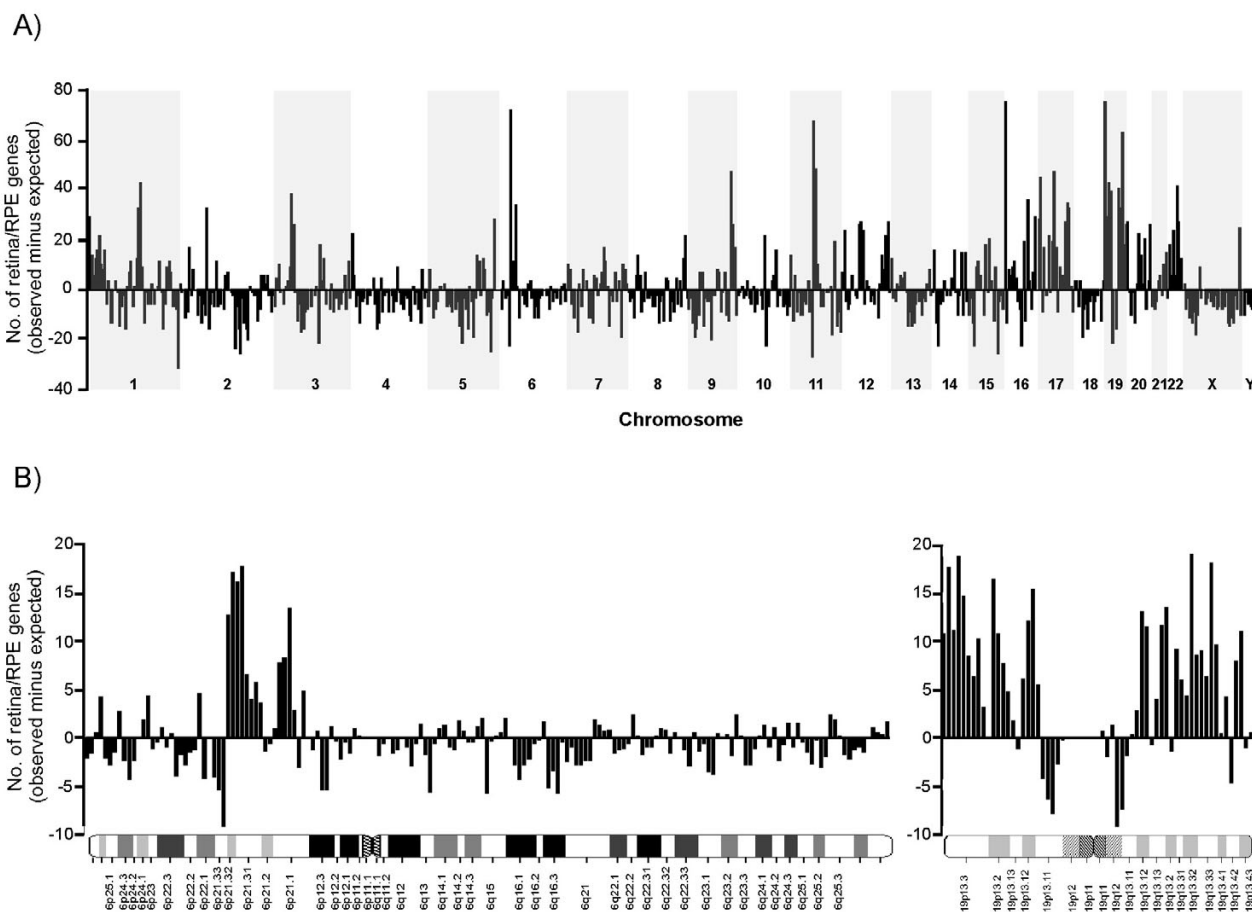 A)
No. of retina/RPE genes
(observed minus expected)
80
60
40
20
0
-20
-40
1 2 3 4 5 6 7 8 9 10 11 12 13 14 15 16 17 18 19 20 21 22 X Y
Chromosome
B)
No. of retina/RPE genes
(observed minus expected)
20
15
10
5
0
-5
-10
20
15
10
5
0
-5
-10
6p25.1
6p24.3
6p24.2
6p24.1
6p23
6p22.3
6p22.2
6p22.1
6p21.33
6p21.32
6p21.31
6p21.2
6p21.1
6p12.3
6p12.2
6p12.1
6p11.2
6p11.1
6q11.1
6q11.2
6q12
6q13
6q14.1
6q14.2
6q14.3
6q15
6q16.1
6q16.2
6q16.3
6q21
6q22.1
6q22.2
6q22.31
6q22.32
6q22.33
6q23.1
6q23.2
6q23.3
6q24.1
6q24.2
6q24.3
6q25.1
6q25.2
6q25.3
19p13.3
19p13.2
19p13.13
19p13.12
19p13.11
19p12
19p11
19q11
19q12
19q13.11
19q13.12
19q13.13
19q13.2
19q13.31
19q13.32
19q13.33
19q13.41
19q13.42
19q13.43